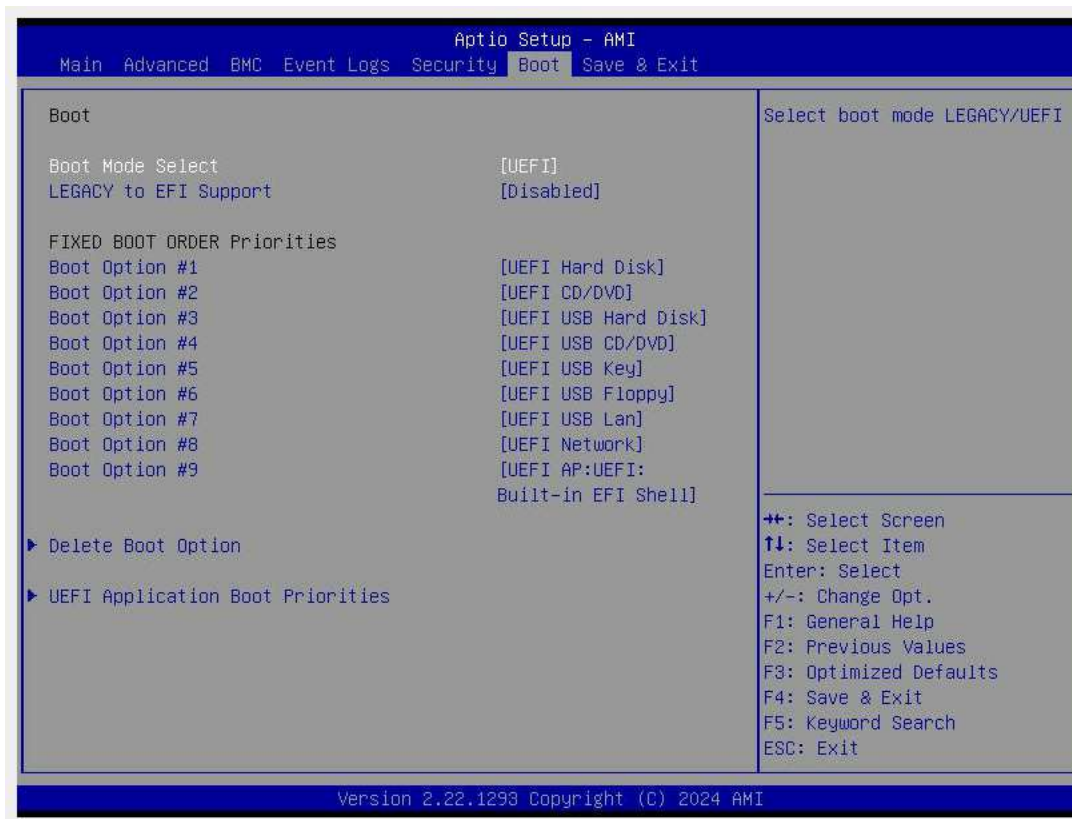 Aptio Setup – AMI
Main Advanced BMC Event Logs Security Boot Save & Exit
Boot
Select boot mode LEGACY/UEFI
Boot Mode Select [UEFI]
LEGACY to EFI Support [Disabled]
FIXED BOOT ORDER Priorities
Boot Option #1 [UEFI Hard Disk]
Boot Option #2 [UEFI CD/DVD]
Boot Option #3 [UEFI USB Hard Disk]
Boot Option #4 [UEFI USB CD/DVD]
Boot Option #5 [UEFI USB Key]
Boot Option #6 [UEFI USB Floppy]
Boot Option #7 [UEFI USB Lan]
Boot Option #8 [UEFI Network]
Boot Option #9 [UEFI AP:UEFI:
Built-in EFI Shell]
▶ Delete Boot Option
▶ UEFI Application Boot Priorities
→←: Select Screen
↑↓: Select Item
Enter: Select
+/-: Change Opt.
F1: General Help
F2: Previous Values
F3: Optimized Defaults
F4: Save & Exit
F5: Keyword Search
ESC: Exit
Version 2.22.1293 Copyright (C) 2024 AMI